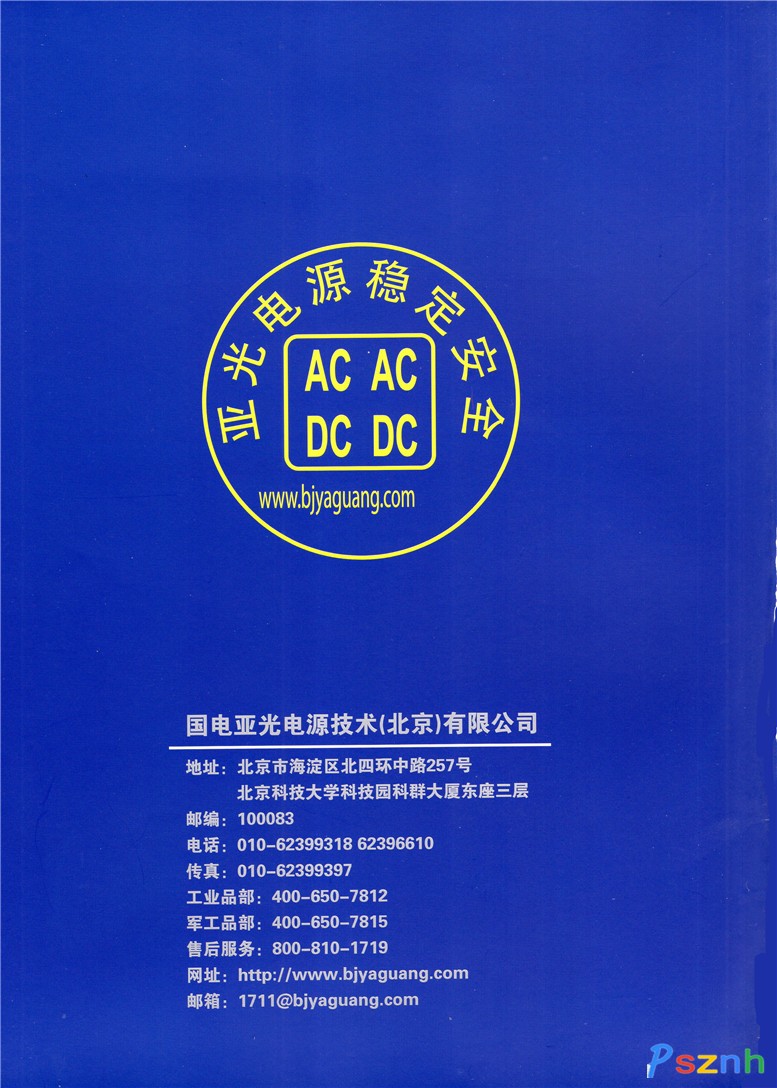 亚光电源稳定安全
AC AC
DC DC
www.bjyaguang.com
国电亚光电源技术(北京)有限公司
地址：北京市海淀区北四环中路257号
北京科技大学科技园科群大厦东座三层
邮编：100083
电话：010-62399318 62396610
传真：010-62399397
工业品部：400-650-7812
军工品部：400-650-7815
售后服务：800-810-1719
网址：http://www.bjyaguang.com
邮箱：1711@bjyaguang.com
Psznh